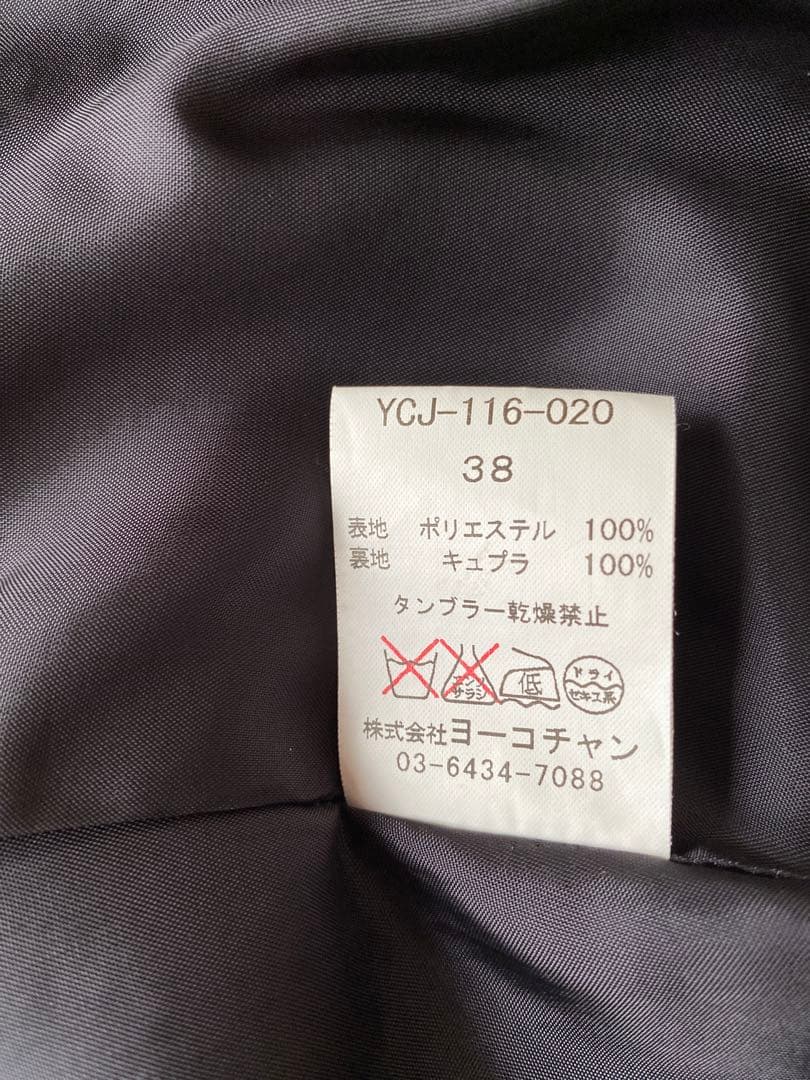 YCJ-116-020
38
表地 ポリエステル 100%
裏地 キュプラ 100%
タンブラー乾燥禁止
エンソ サラシ 低 ドライ セキユ系
株式会社ヨーコチャン
03-6434-7088